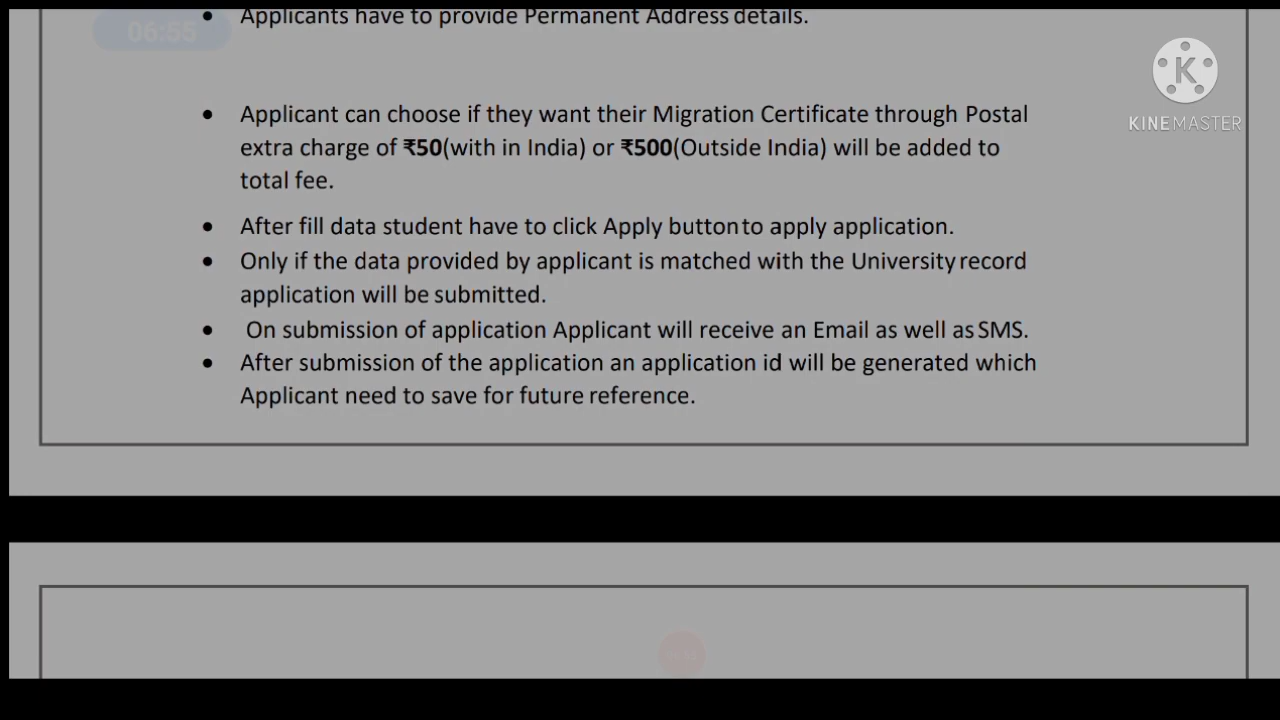 06:55
Applicants have to provide Permanent Address details.
K
KINEMASTER
• Applicant can choose if they want their Migration Certificate through Postal
extra charge of ₹50(with in India) or ₹500(Outside India) will be added to
total fee.
• After fill data student have to click Apply button to apply application.
• Only if the data provided by applicant is matched with the University record
application will be submitted.
• On submission of application Applicant will receive an Email as well as SMS.
• After submission of the application an application id will be generated which
Applicant need to save for future reference.